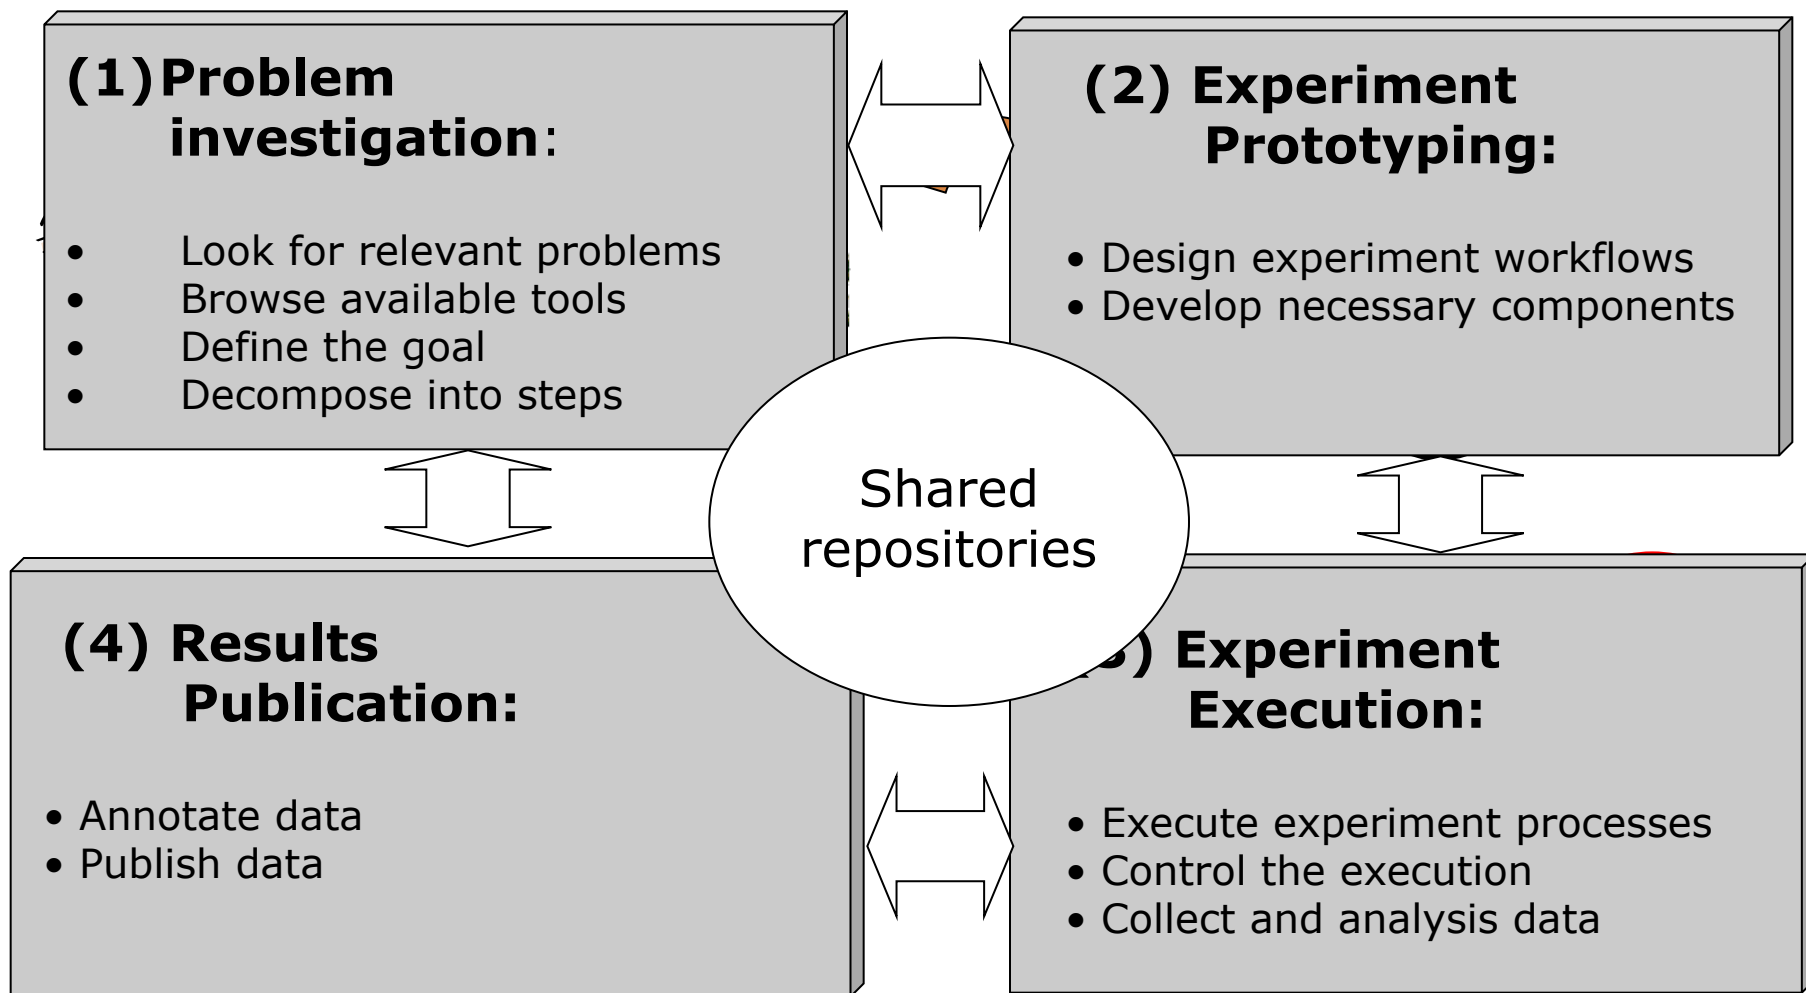 (1)Problem
investigation:
• Look for relevant problems
• Browse available tools
• Define the goal
• Decompose into steps
(2) Experiment
Prototyping:
• Design experiment workflows
• Develop necessary components
Shared
repositories
(4) Results
Publication:
• Annotate data
• Publish data
3) Experiment
Execution:
• Execute experiment processes
• Control the execution
• Collect and analysis data